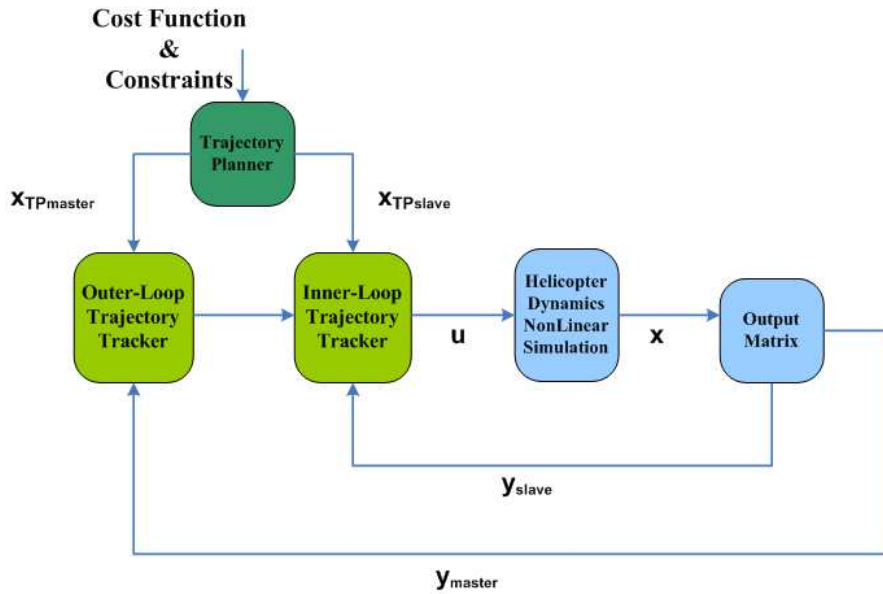 Cost Function
&
Constraints
Trajectory
Planner
xTPmaster
xTPslave
Outer-Loop
Trajectory
Tracker
Inner-Loop
Trajectory
Tracker
u
Helicopter
Dynamics
NonLinear
Simulation
x
Output
Matrix
yslave
ymaster